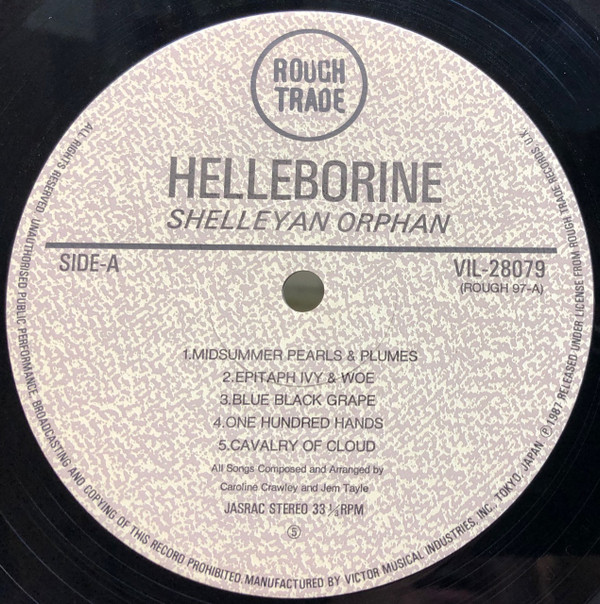 ROUGH
TRADE
HELLEBORINE
SHELLEYAN ORPHAN
SIDE-A
VIL-28079
(ROUGH 97-A)
1.MIDSUMMER PEARLS & PLUMES
2.EPITAPH IVY & WOE
3.BLUE BLACK GRAPE
4.ONE HUNDRED HANDS
5.CAVALRY OF CLOUD
All Songs Composed and Arranged by
Caroline Crawley and Jem Tayle
JASRAC STEREO 33 ⅓RPM
⑤
ALL RIGHTS RESERVED. UNAUTHORISED PUBLIC PERFORMANCE, BROADCASTING AND COPYING OF THIS RECORD PROHIBITED. MANUFACTURED BY VICTOR MUSICAL INDUSTRIES, INC. TOKYO, JAPAN ℗1987 RELEASED UNDER LICENSE FROM ROUGH TRADE RECORDS U.K